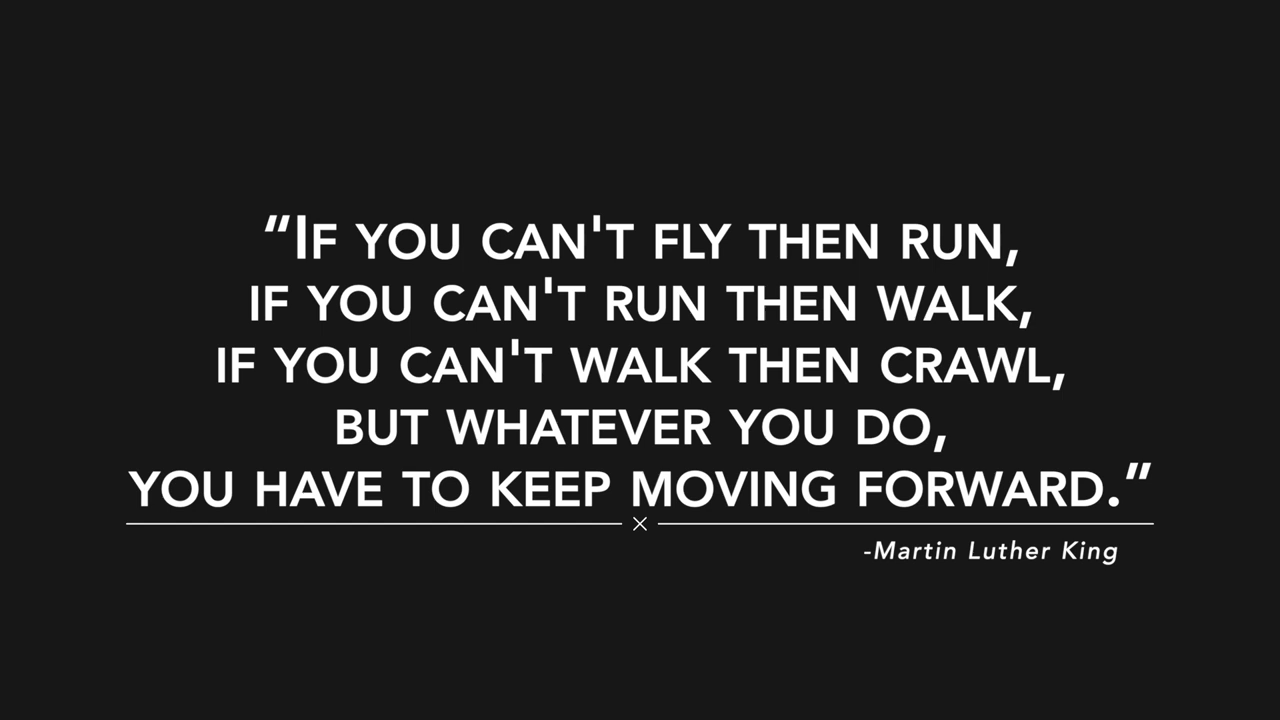 “IF YOU CAN'T FLY THEN RUN,
IF YOU CAN'T RUN THEN WALK,
IF YOU CAN'T WALK THEN CRAWL,
BUT WHATEVER YOU DO,
YOU HAVE TO KEEP MOVING FORWARD.”
-Martin Luther King